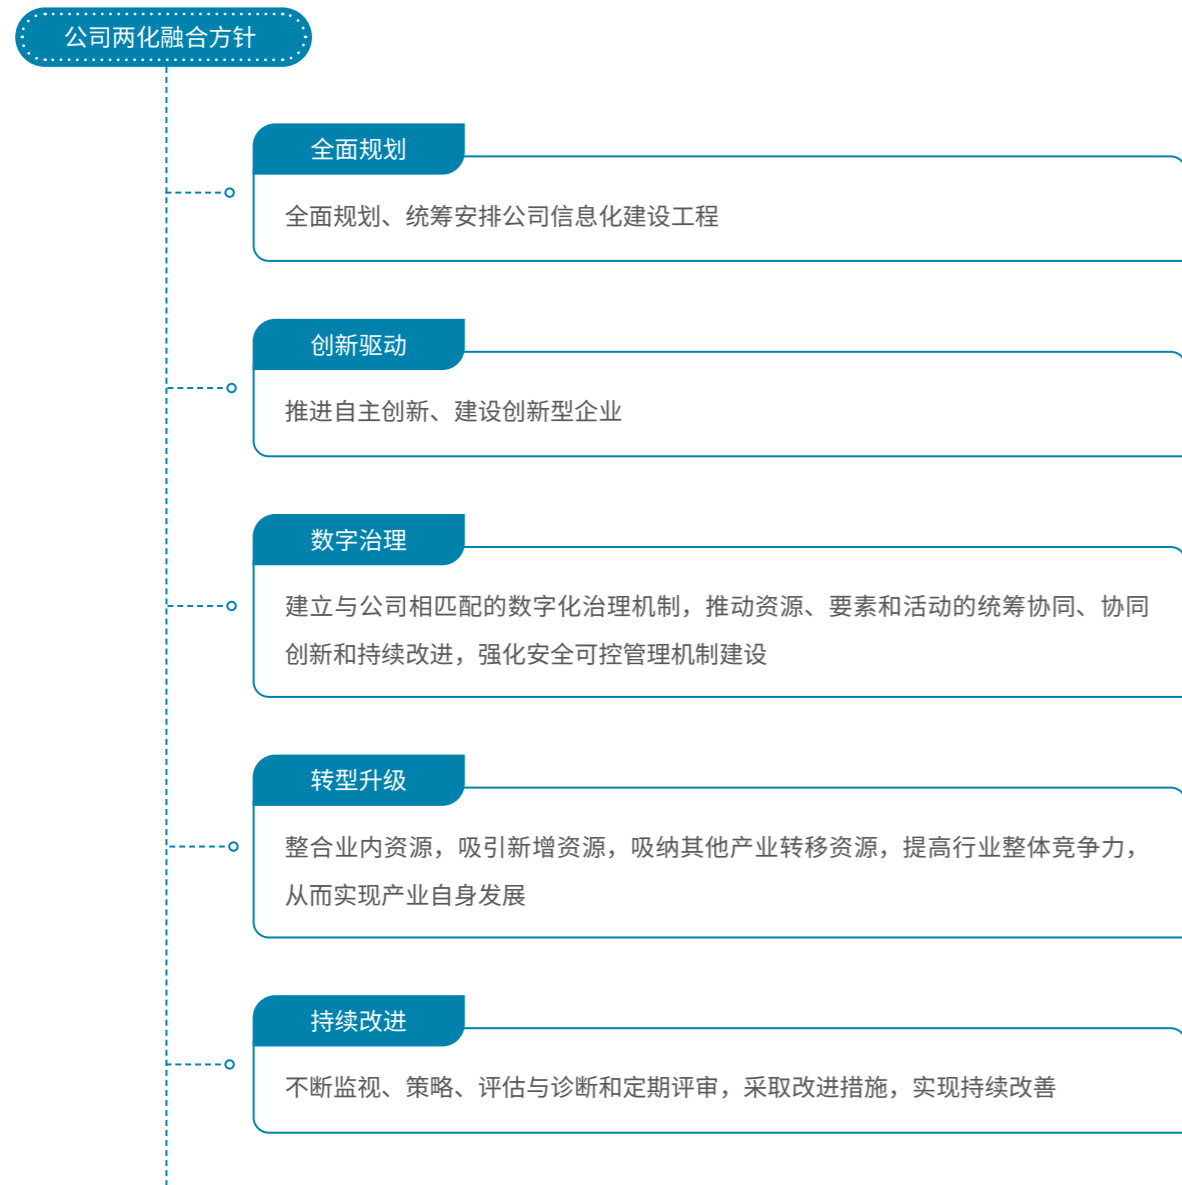 公司两化融合方针
全面规划
全面规划、统筹安排公司信息化建设工程
创新驱动
推进自主创新、建设创新型企业
数字治理
建立与公司相匹配的数字化治理机制，推动资源、要素和活动的统筹协同、协同
创新和持续改进，强化安全可控管理机制建设
转型升级
整合业内资源，吸引新增资源，吸纳其他产业转移资源，提高行业整体竞争力，
从而实现产业自身发展
持续改进
不断监视、策略、评估与诊断和定期评审，采取改进措施，实现持续改善